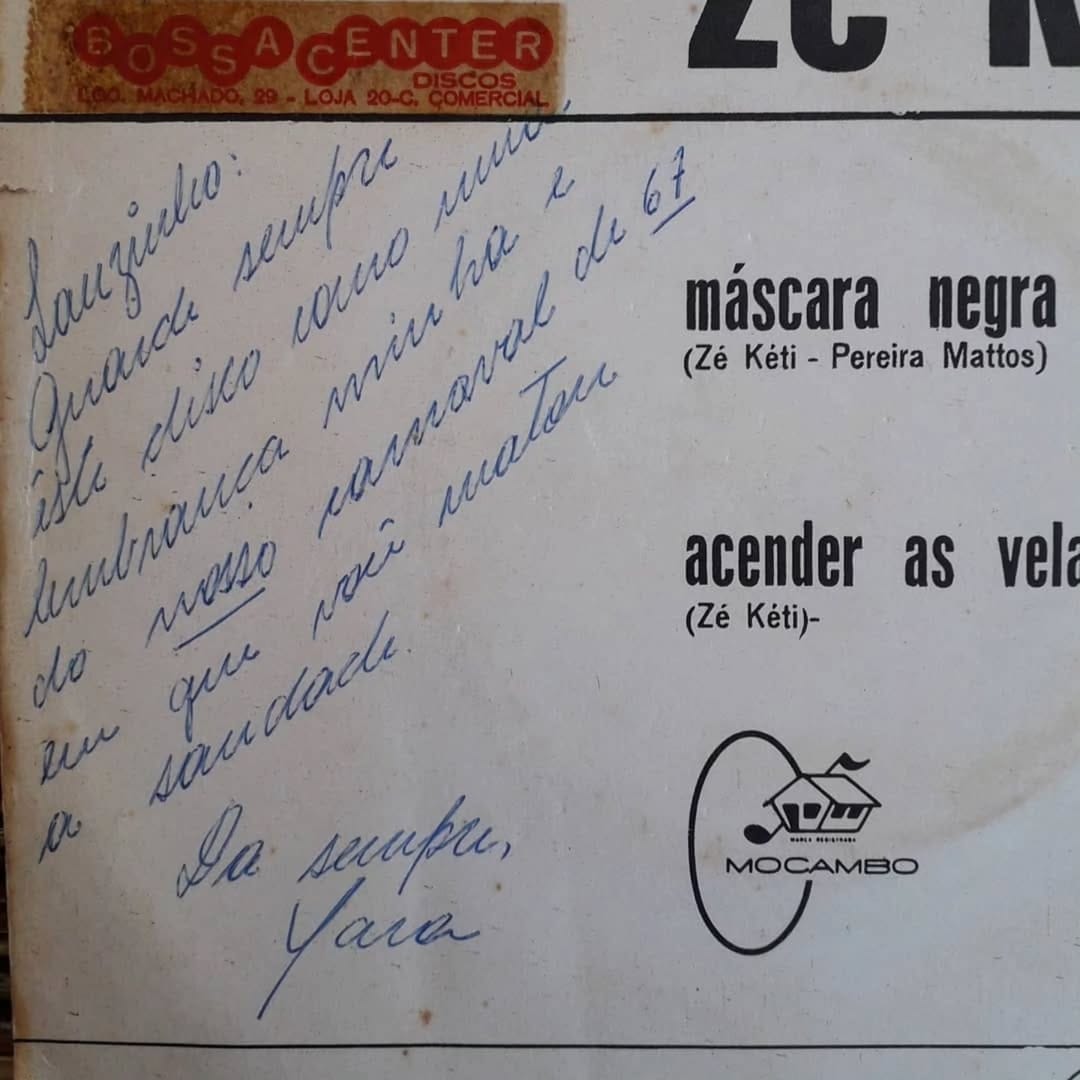 BOSSA CENTER
DISCOS
LGO. MACHADO, 29 - LOJA 20-C. COMERCIAL
ZÉ K
Lauzinho:
Guarde sempre
êste disco como uma
lembrança minha e
do nosso carnaval de 67
em que você matou
a saudade.
Da sempre,
Yara
máscara negra
(Zé Kéti - Pereira Mattos)
acender as vela
(Zé Kéti)-
MARCA REGISTRADA
MOCAMBO